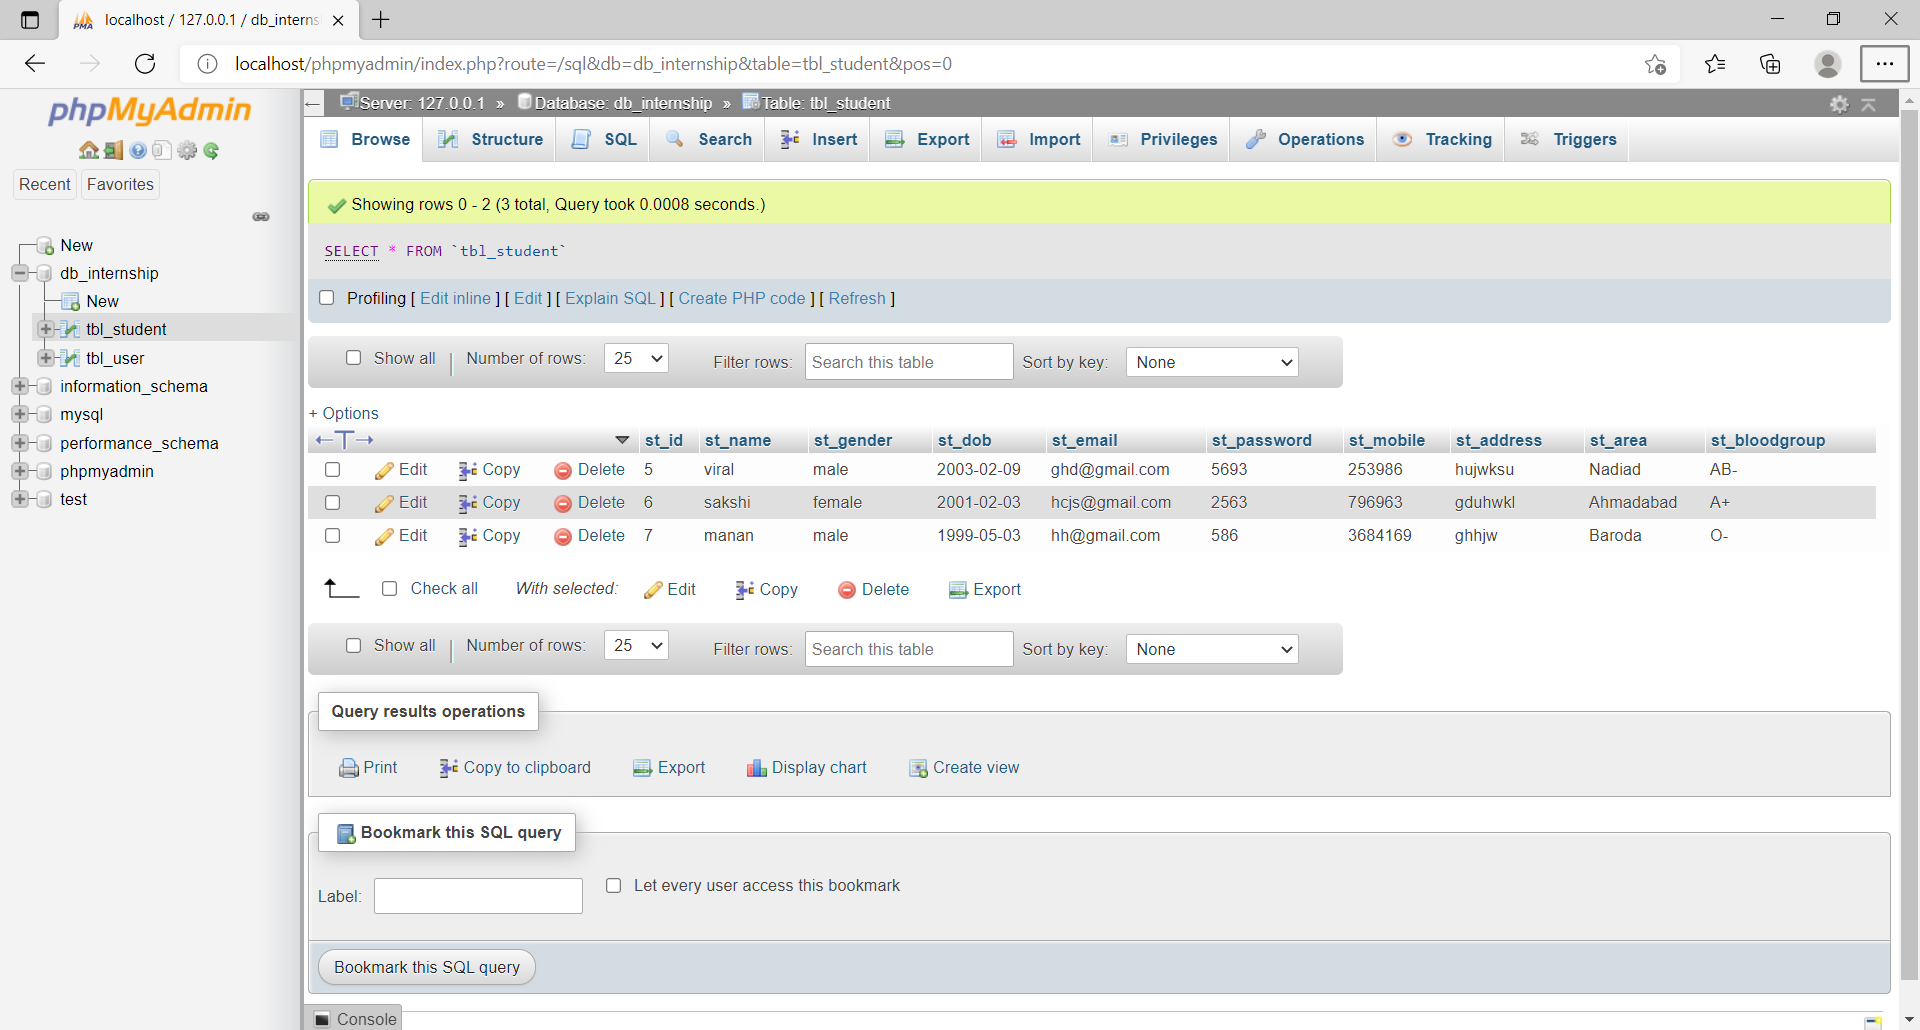 localhost / 127.0.0.1 / db_interns
localhost/phpmyadmin/index.php?route=/sql&db=db_internship&table=tbl_student&pos=0
phpMyAdmin
Recent Favorites
New
db_internship
New
tbl_student
tbl_user
information_schema
mysql
performance_schema
phpmyadmin
test
Server: 127.0.0.1 » Database: db_internship » Table: tbl_student
Browse Structure SQL Search Insert Export Import Privileges Operations Tracking Triggers
Showing rows 0 - 2 (3 total, Query took 0.0008 seconds.)
SELECT * FROM `tbl_student`
Profiling [ Edit inline ] [ Edit ] [ Explain SQL ] [ Create PHP code ] [ Refresh ]
Show all Number of rows: 25 Filter rows: Search this table Sort by key: None
+ Options
←T→ st_id st_name st_gender st_dob st_email st_password st_mobile st_address st_area st_bloodgroup
Edit Copy Delete 5 viral male 2003-02-09 ghd@gmail.com 5693 253986 hujwksu Nadiad AB-
Edit Copy Delete 6 sakshi female 2001-02-03 hcjs@gmail.com 2563 796963 gduhwkl Ahmadabad A+
Edit Copy Delete 7 manan male 1999-05-03 hh@gmail.com 586 3684169 ghhjw Baroda O-
Check all With selected: Edit Copy Delete Export
Show all Number of rows: 25 Filter rows: Search this table Sort by key: None
Query results operations
Print Copy to clipboard Export Display chart Create view
Bookmark this SQL query
Label: Let every user access this bookmark
Bookmark this SQL query
Console